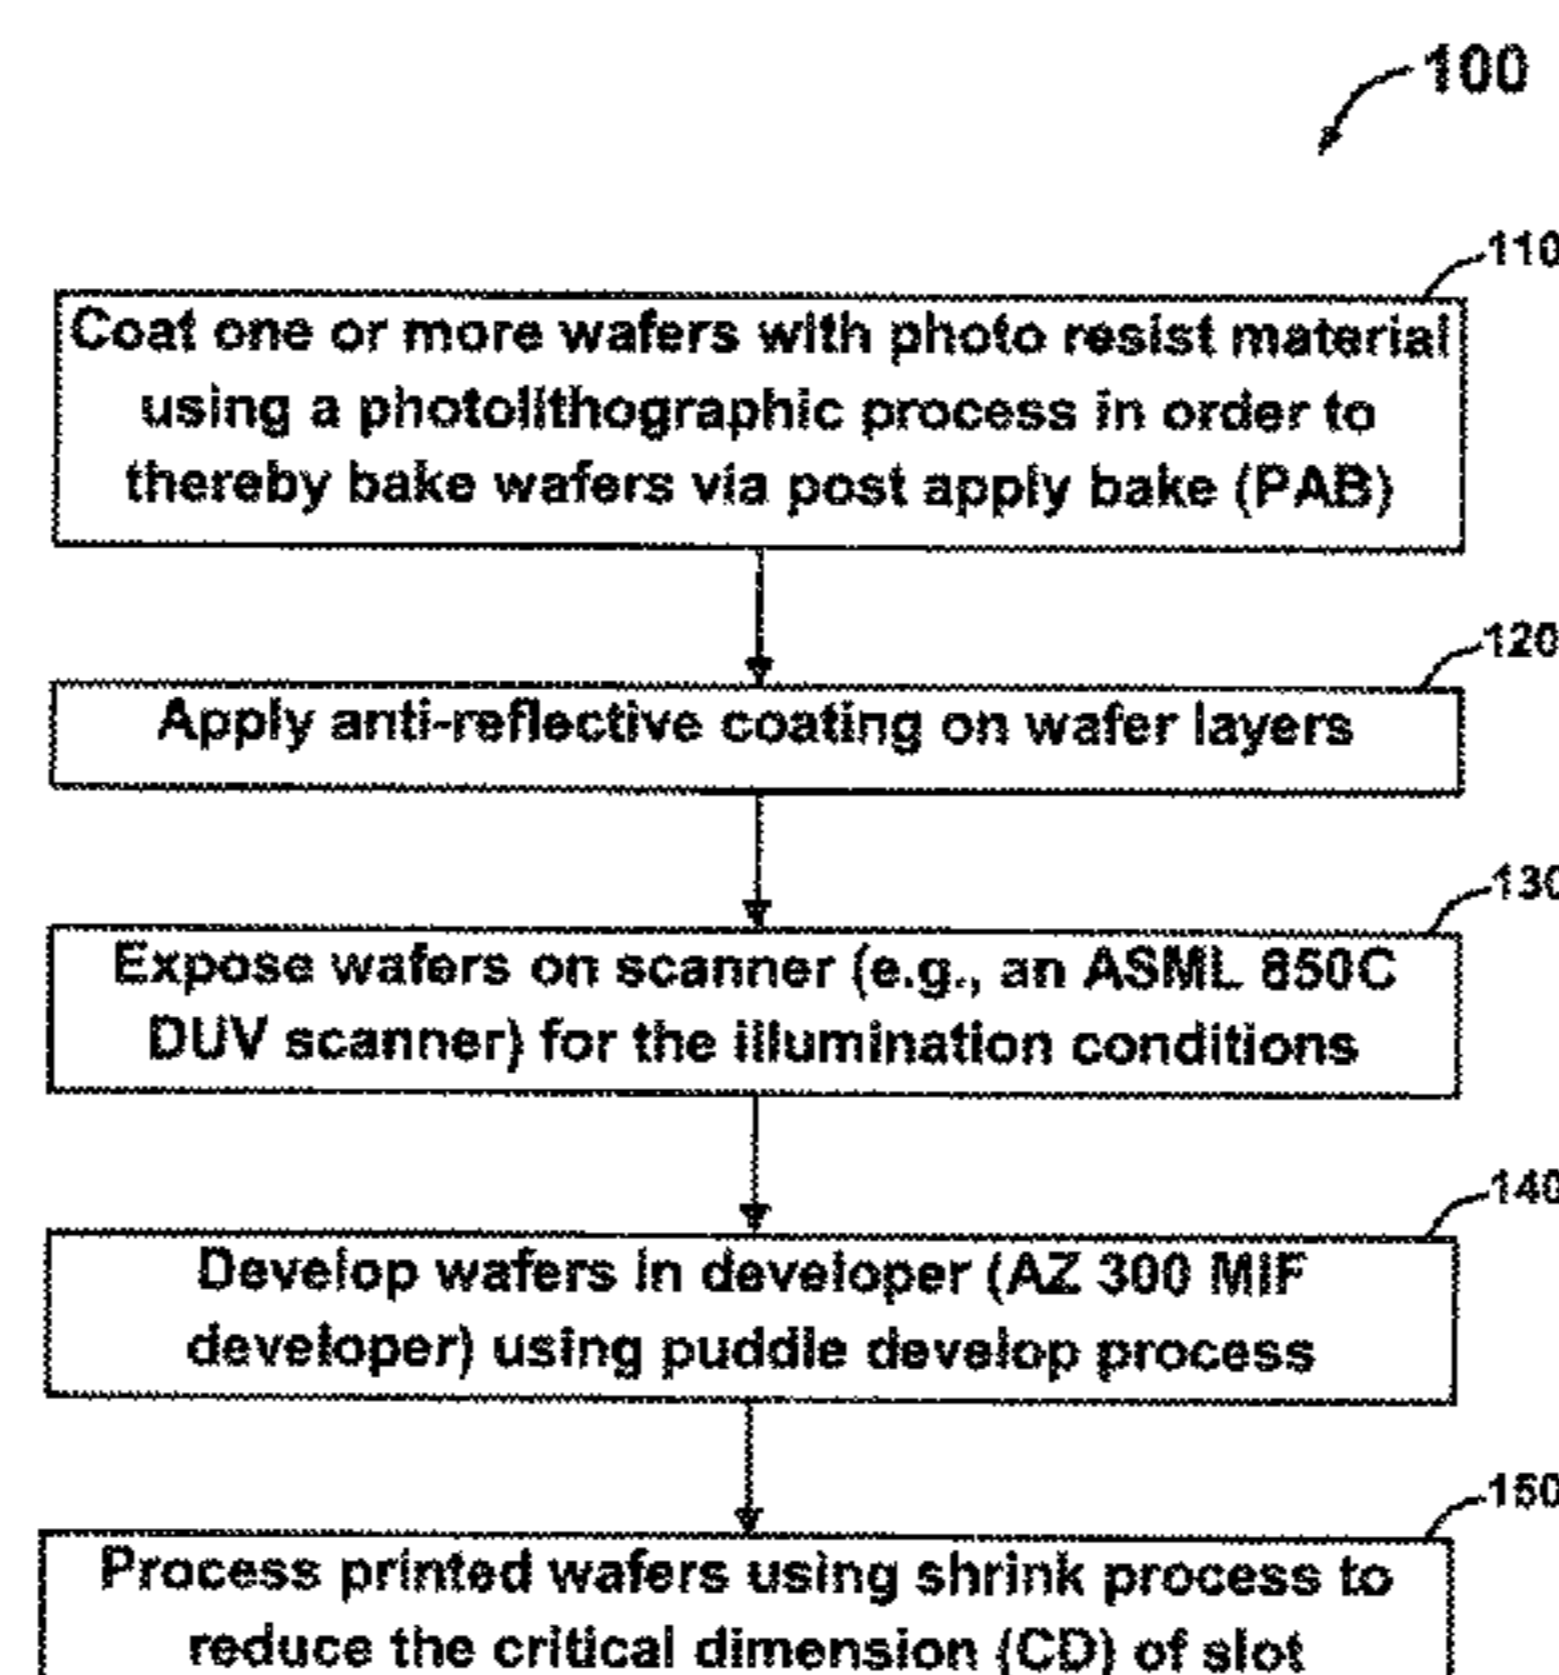 100
110
Coat one or more wafers with photo resist material
using a photolithographic process in order to
thereby bake wafers via post apply bake (PAB)
120
Apply anti-reflective coating on wafer layers
130
Expose wafers on scanner (e.g., an ASML 850C
DUV scanner) for the illumination conditions
140
Develop wafers in developer (AZ 300 MIF
developer) using puddle develop process
150
Process printed wafers using shrink process to
reduce the critical dimension (CD) of slot